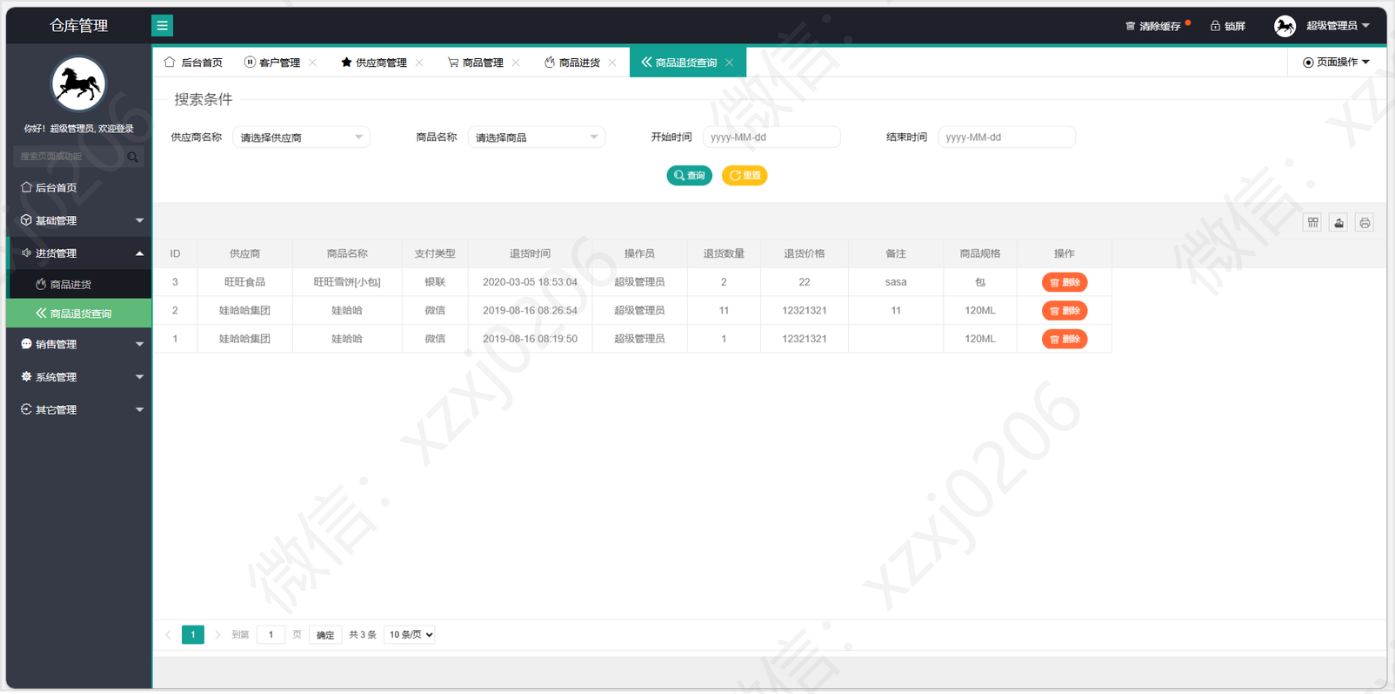 仓库管理
清除缓存 锁屏 超级管理员
后台首页 客户管理 供应商管理 商品管理 商品进货 商品退货查询 页面操作
你好！超级管理员, 欢迎登录
搜索页面或功能
后台首页
基础管理
进货管理
商品进货
商品退货查询
销售管理
系统管理
其它管理
搜索条件
供应商名称 请选择供应商 商品名称 请选择商品 开始时间 yyyy-MM-dd 结束时间 yyyy-MM-dd
查询 重置
ID 供应商 商品名称 支付类型 退货时间 操作员 退货数量 退货价格 备注 商品规格 操作
3 旺旺食品 旺旺雪饼[小包] 银联 2020-03-05 18:53:04 超级管理员 2 22 sasa 包 删除
2 娃哈哈集团 娃哈哈 微信 2019-08-16 08:26:54 超级管理员 11 12321321 11 120ML 删除
1 娃哈哈集团 娃哈哈 微信 2019-08-16 08:19:50 超级管理员 1 12321321 120ML 删除
1 到第 1 页 确定 共 3 条 10 条/页
微信：xzxj0206
微信：xzxj0206